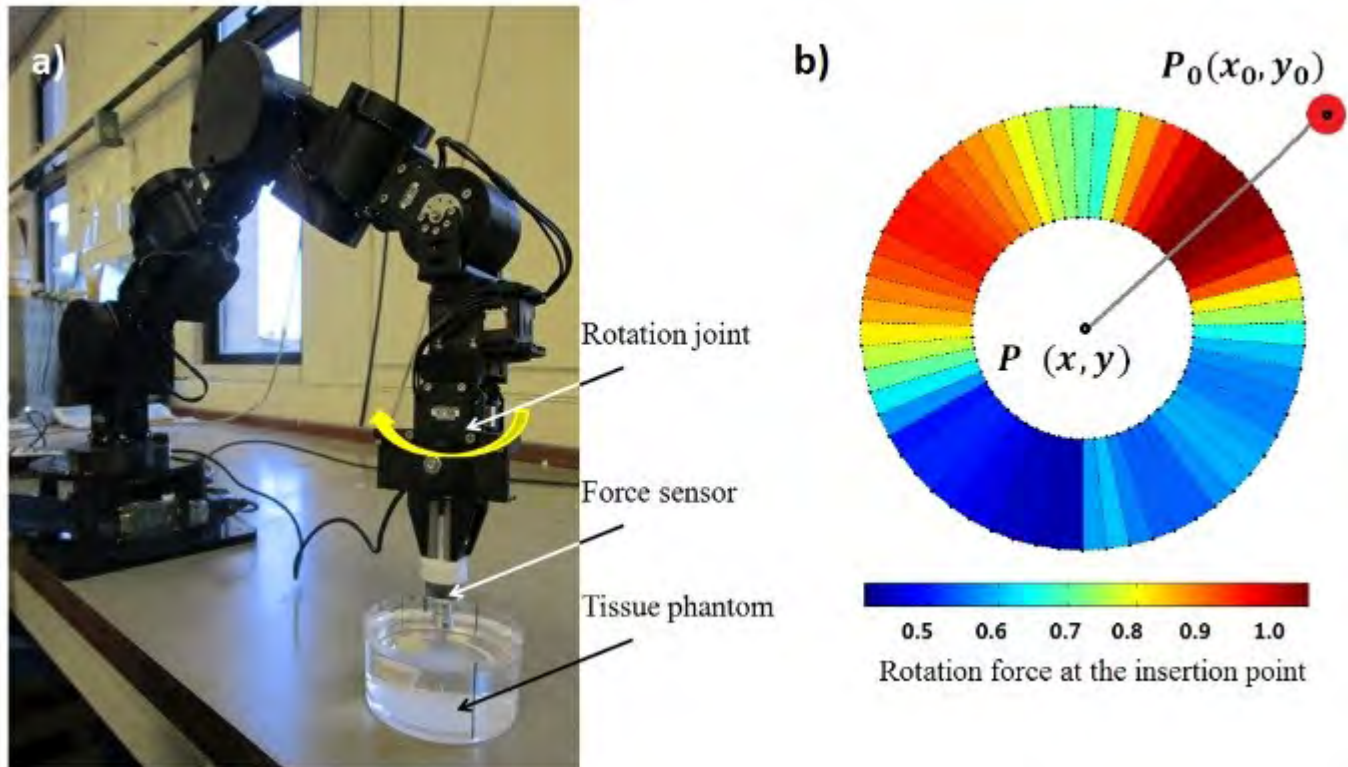 a)
Rotation joint
Force sensor
Tissue phantom
b)
P₀(x₀, y₀)
P (x, y)
0.5 0.6 0.7 0.8 0.9 1.0
Rotation force at the insertion point